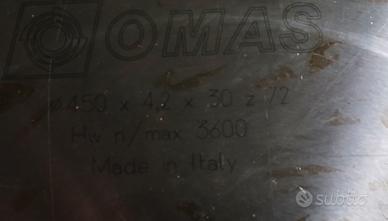 OMAS
ø450 x 4,2 x 30 z 72
Hw n/max 3600
Made in Italy
subito